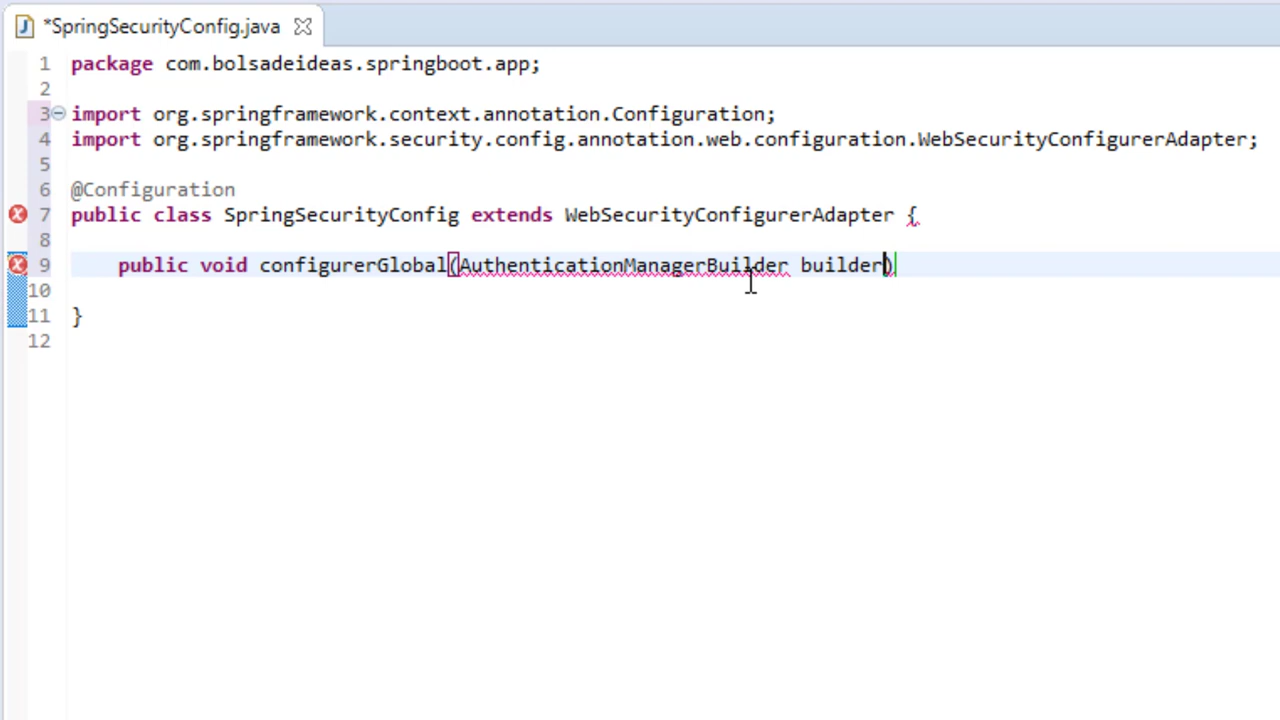 *SpringSecurityConfig.java
1 package com.bolsadeideas.springboot.app;
2
3 import org.springframework.context.annotation.Configuration;
4 import org.springframework.security.config.annotation.web.configuration.WebSecurityConfigurerAdapter;
5
6 @Configuration
7 public class SpringSecurityConfig extends WebSecurityConfigurerAdapter {
8
9 public void configurerGlobal(AuthenticationManagerBuilder builder)
10
11 }
12